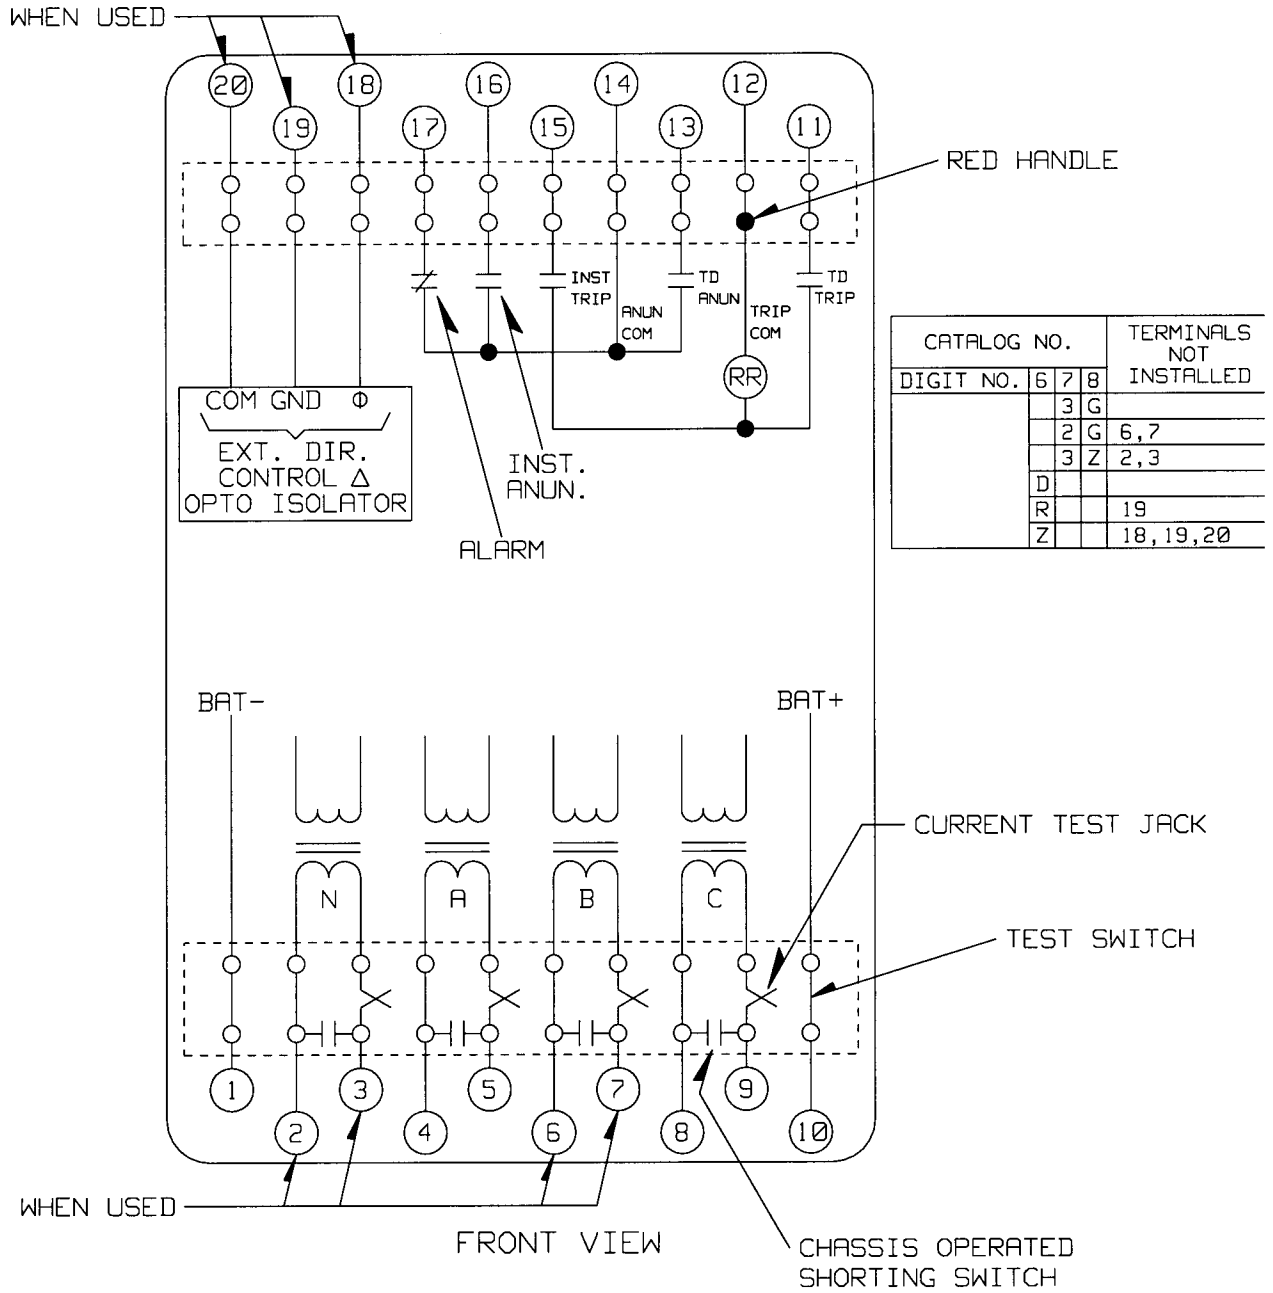 WHEN USED
20
18
16
14
12
19
17
15
13
11
RED HANDLE
INST
TRIP
TD
ANUN
TD
TRIP
ANUN
COM
TRIP
COM
RR
COM GND Φ
EXT. DIR.
CONTROL Δ
OPTO ISOLATOR
INST.
ANUN.
ALARM
CATALOG NO.
TERMINALS
NOT
INSTALLED
DIGIT NO. 6 7 8
3 G
2 G 6,7
3 Z 2,3
D
R 19
Z 18,19,20
BAT-
BAT+
CURRENT TEST JACK
N A B C
TEST SWITCH
1 3 5 7 9
2 4 6 8 10
WHEN USED
FRONT VIEW
CHASSIS OPERATED
SHORTING SWITCH